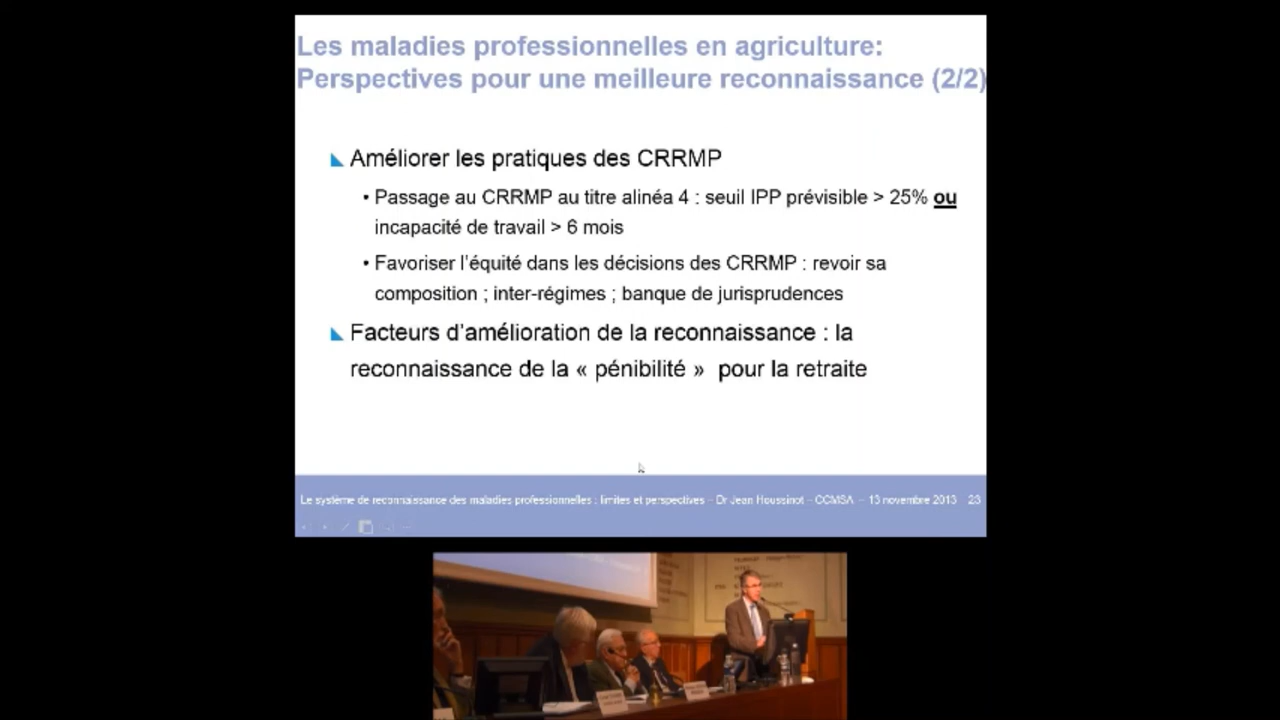 Les maladies professionnelles en agriculture:
Perspectives pour une meilleure reconnaissance (2/2)
Améliorer les pratiques des CRRMP
• Passage au CRRMP au titre alinéa 4 : seuil IPP prévisible > 25% ou
incapacité de travail > 6 mois
• Favoriser l'équité dans les décisions des CRRMP : revoir sa
composition ; inter-régimes ; banque de jurisprudences
Facteurs d'amélioration de la reconnaissance : la
reconnaissance de la « pénibilité » pour la retraite
Le système de reconnaissance des maladies professionnelles : limites et perspectives – Dr Jean Houssinot – CCMSA – 13 novembre 2013 23